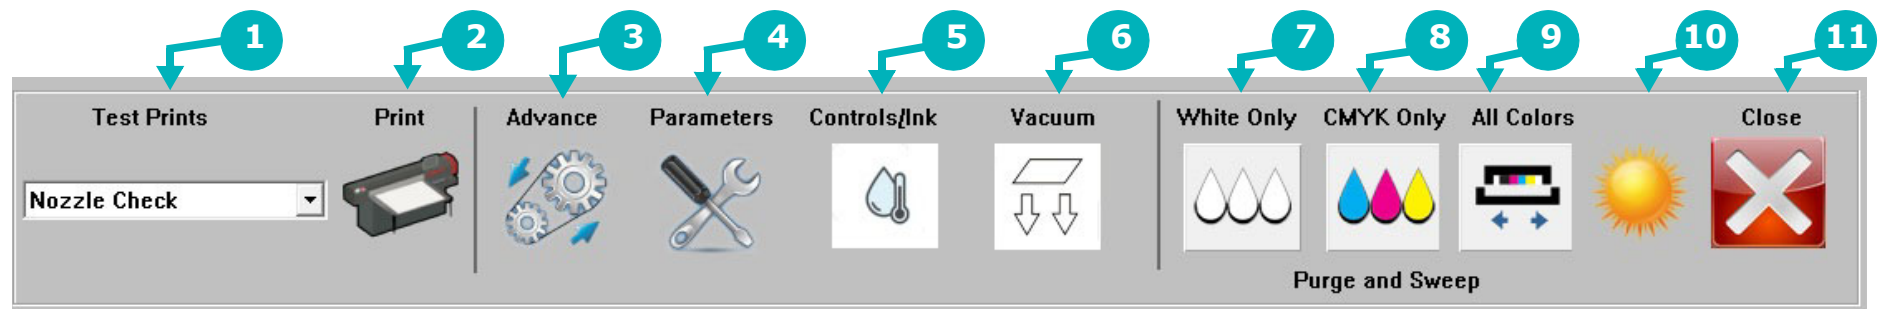 1 2 3 4 5 6 7 8 9 10 11
Test Prints Print Advance Parameters Controls/Ink Vacuum White Only CMYK Only All Colors Close
Nozzle Check
Purge and Sweep